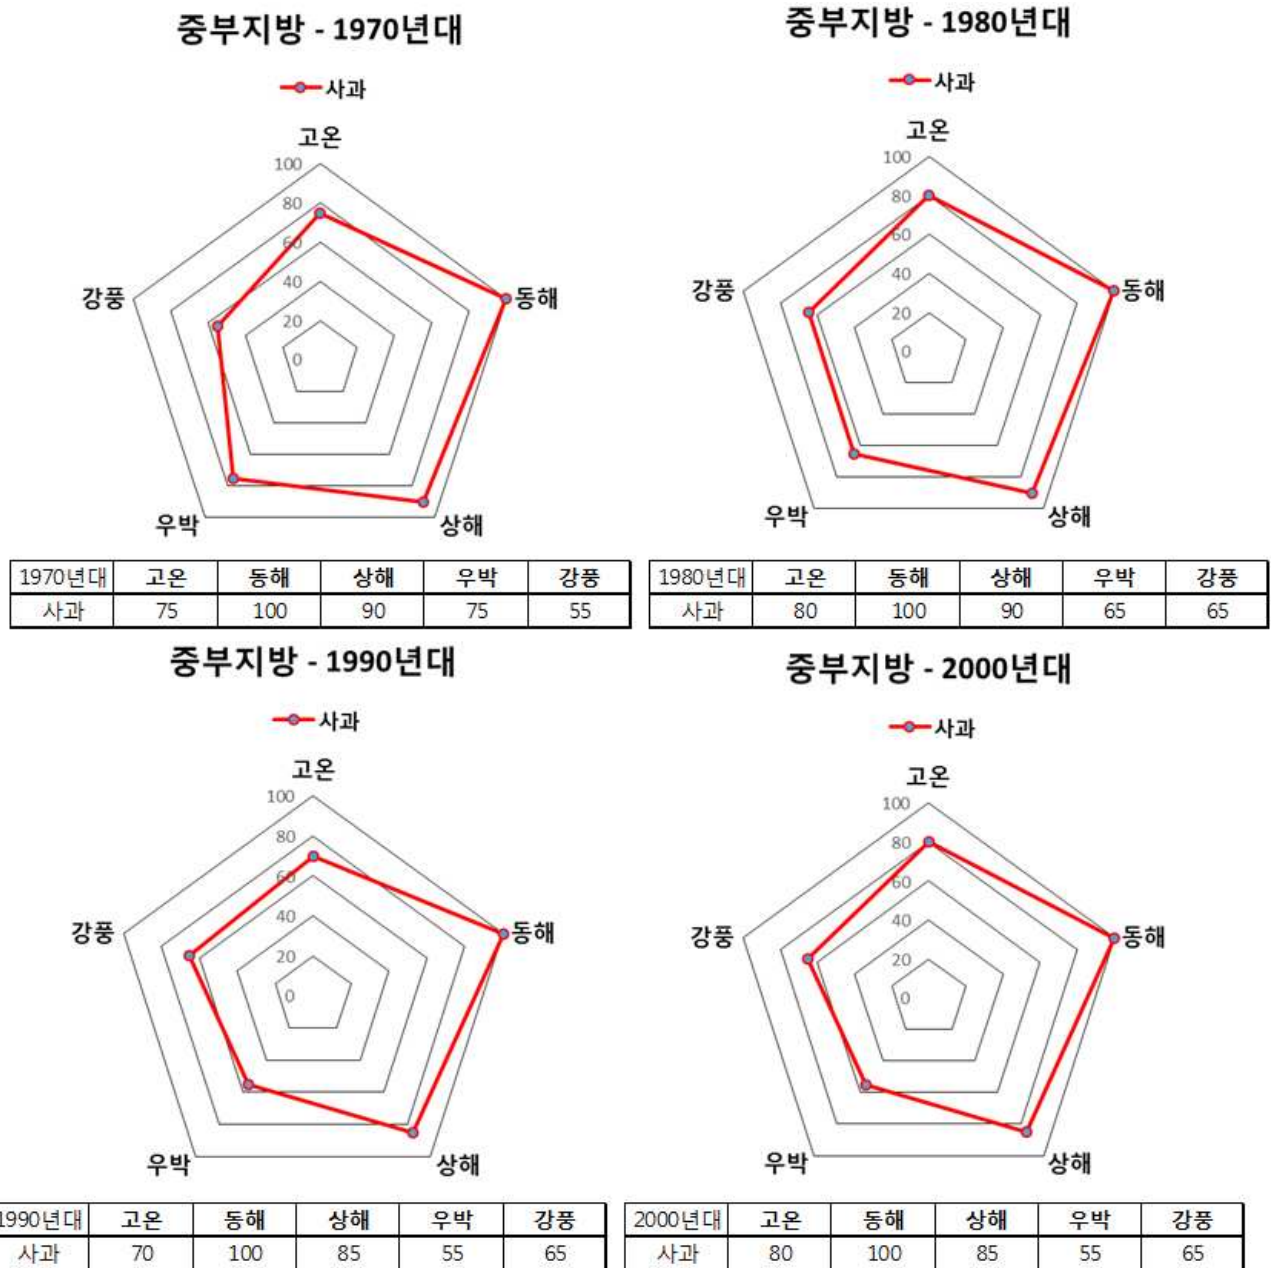 중부지방 - 1970년대
사과
고온
100
80
60
40
20
0
동해
상해
우박
강풍
1970년대 고온 동해 상해 우박 강풍
사과 75 100 90 75 55
중부지방 - 1980년대
사과
고온
100
80
60
40
20
0
동해
상해
우박
강풍
1980년대 고온 동해 상해 우박 강풍
사과 80 100 90 65 65
중부지방 - 1990년대
사과
고온
100
80
60
40
20
0
동해
상해
우박
강풍
1990년대 고온 동해 상해 우박 강풍
사과 70 100 85 55 65
중부지방 - 2000년대
사과
고온
100
80
60
40
20
0
동해
상해
우박
강풍
2000년대 고온 동해 상해 우박 강풍
사과 80 100 85 55 65